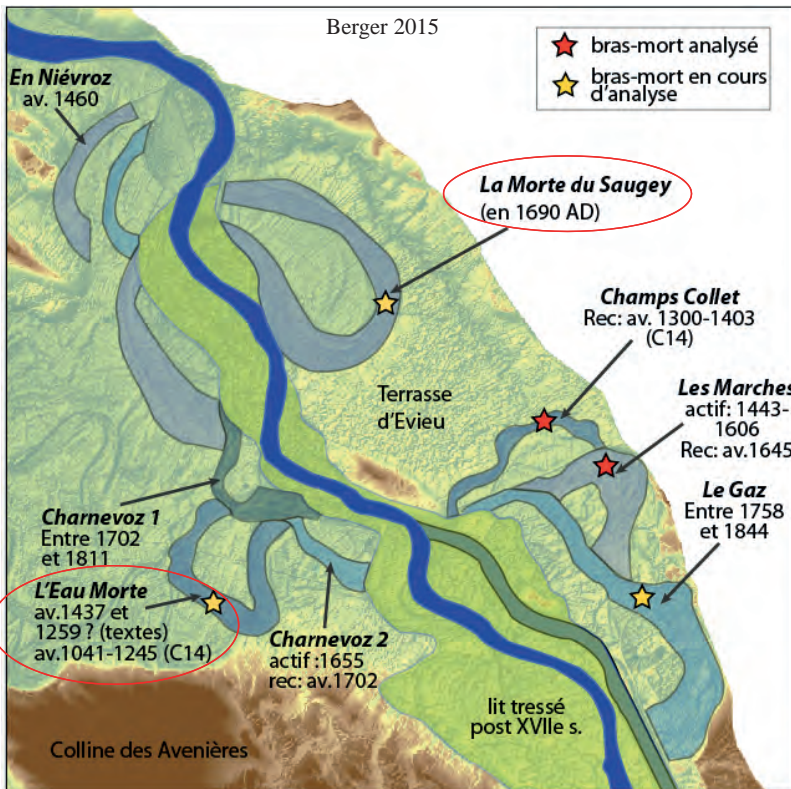 Berger 2015
bras-mort analysé
bras-mort en cours
d'analyse
En Niévroz
av. 1460
La Morte du Saugey
(en 1690 AD)
Champs Collet
Rec: av. 1300-1403
(C14)
Terrasse
d'Evieu
Les Marches
actif: 1443-
1606
Rec: av.1645
Le Gaz
Entre 1758
et 1844
Charnevoz 1
Entre 1702
et 1811
L'Eau Morte
av.1437 et
1259 ? (textes)
av.1041-1245 (C14)
Charnevoz 2
actif :1655
rec: av.1702
lit tressé
post XVIIe s.
Colline des Avenières